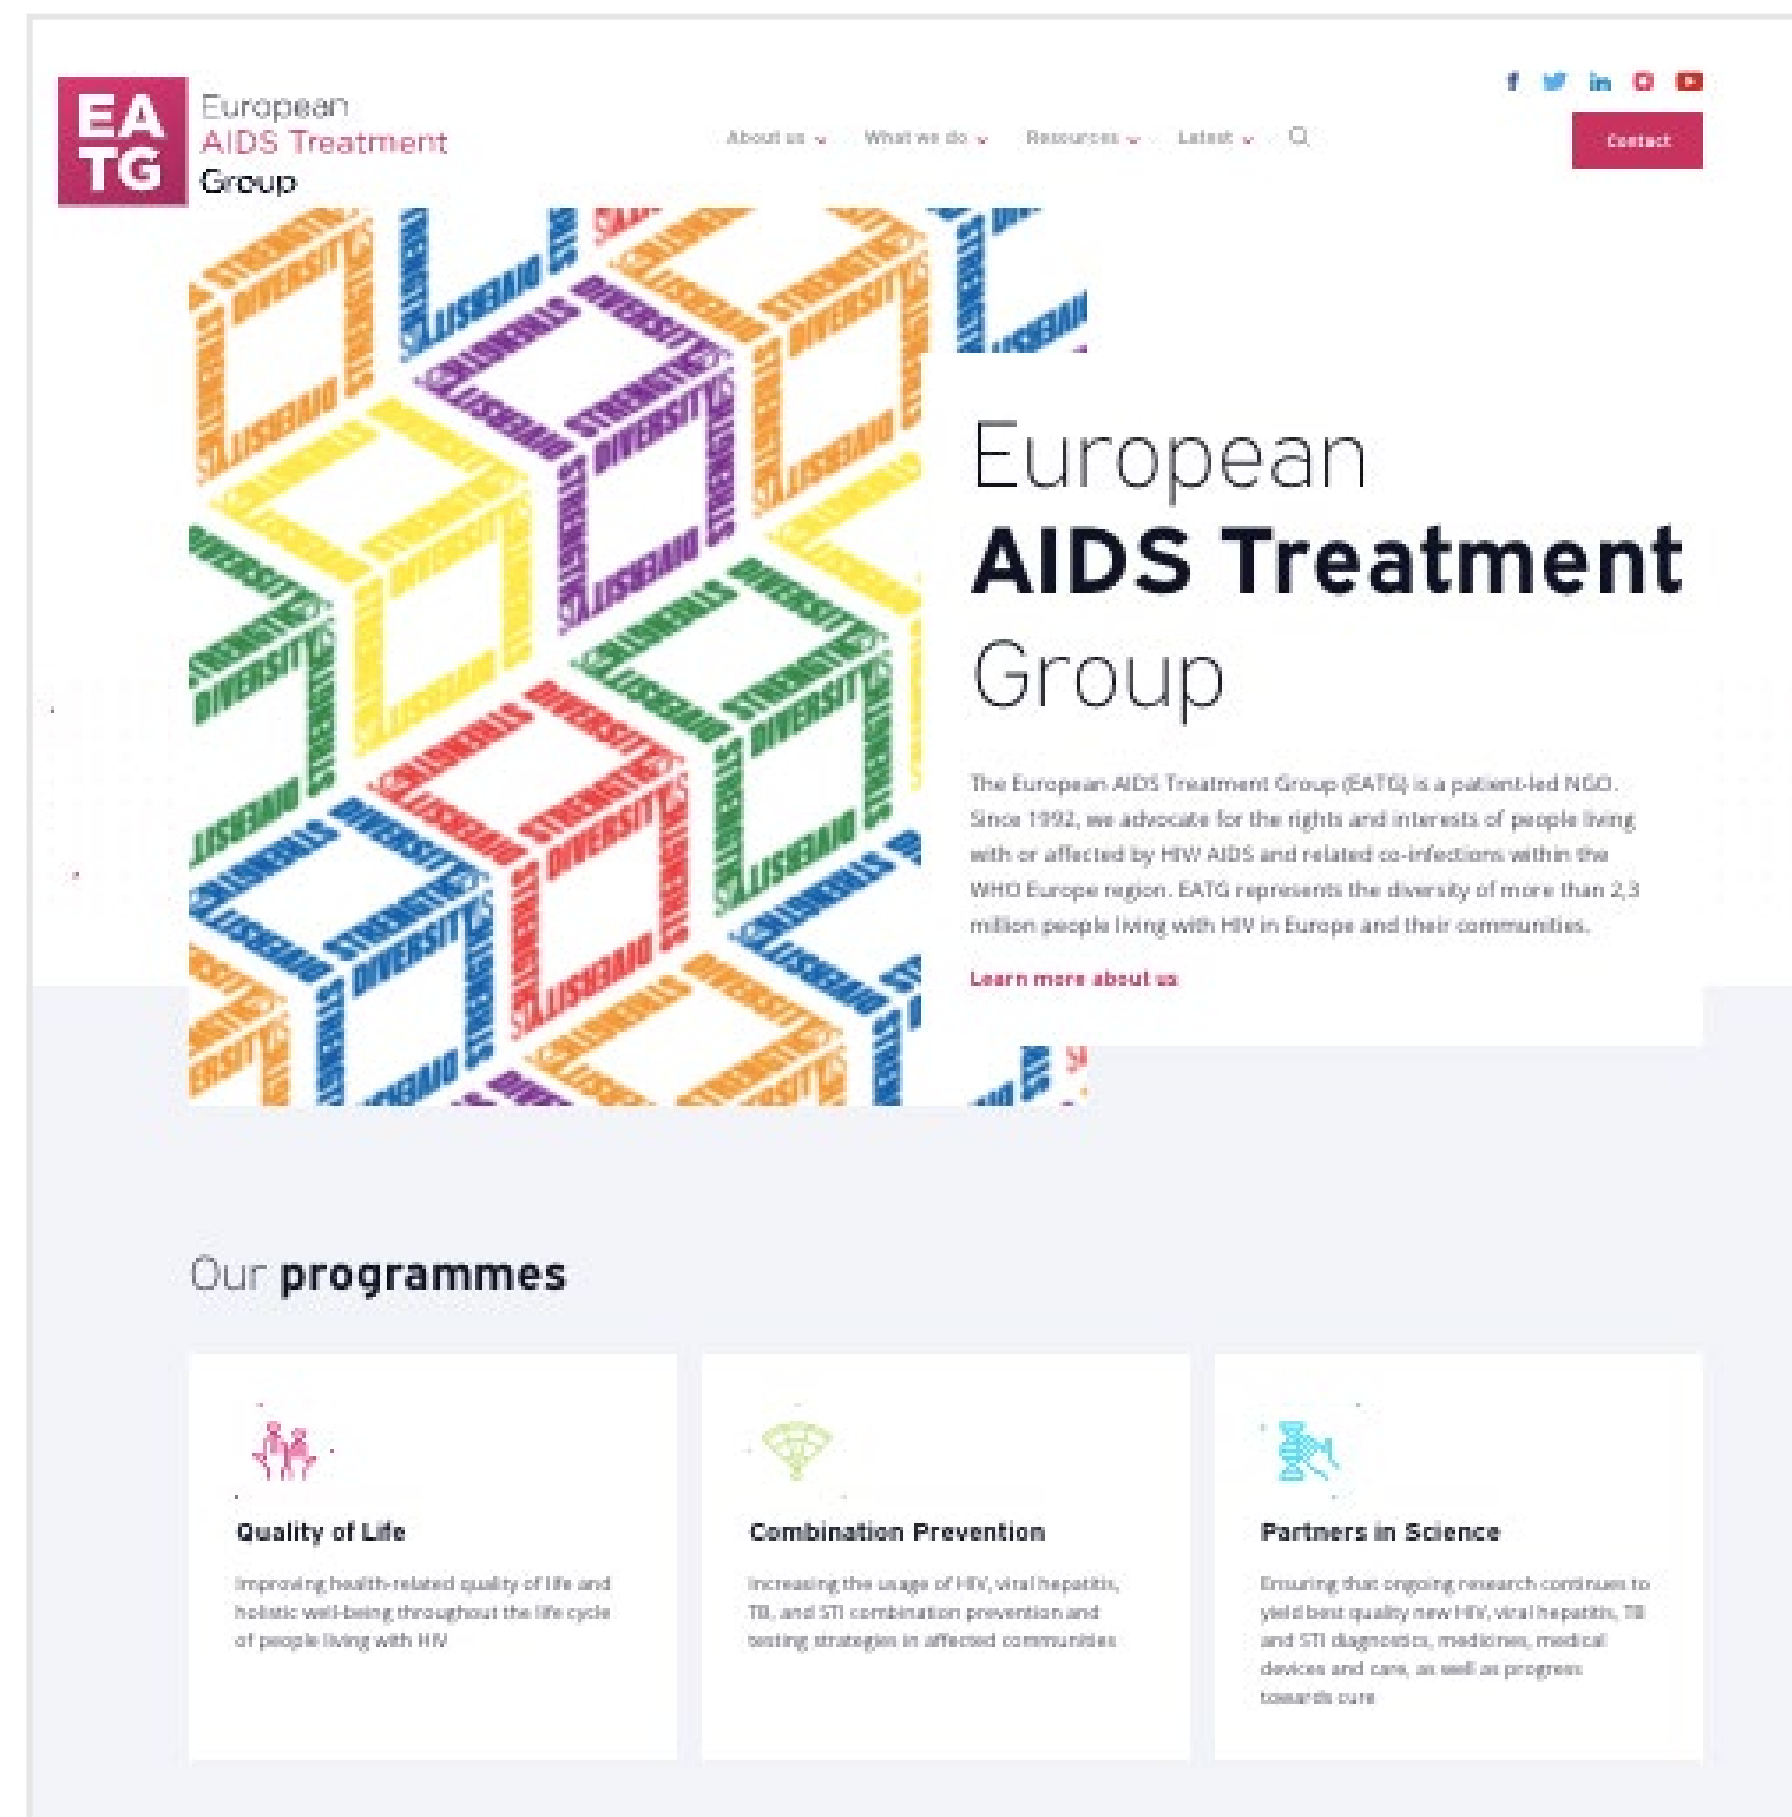 EA
TG
European
AIDS Treatment
Group
About us
What we do
Resources
Latest
Contact
STRENGTH
DIVERSITY
European
AIDS Treatment
Group
The European AIDS Treatment Group (EATG) is a patient-led NGO.
Since 1992, we advocate for the rights and interests of people living
with or affected by HIV/ AIDS and related co-infections within the
WHO Europe region. EATG represents the diversity of more than 2,3
million people living with HIV in Europe and their communities.
Learn more about us
Our programmes
Quality of Life
Improving health-related quality of life and
holistic well-being throughout the life cycle
of people living with HIV
Combination Prevention
Increasing the usage of HIV, viral hepatitis,
TB, and STI combination prevention and
testing strategies in affected communities
Partners in Science
Ensuring that ongoing research continues to
yield best quality new HIV, viral hepatitis, TB
and STI diagnostics, medicines, medical
devices and care, as well as progress
towards cure